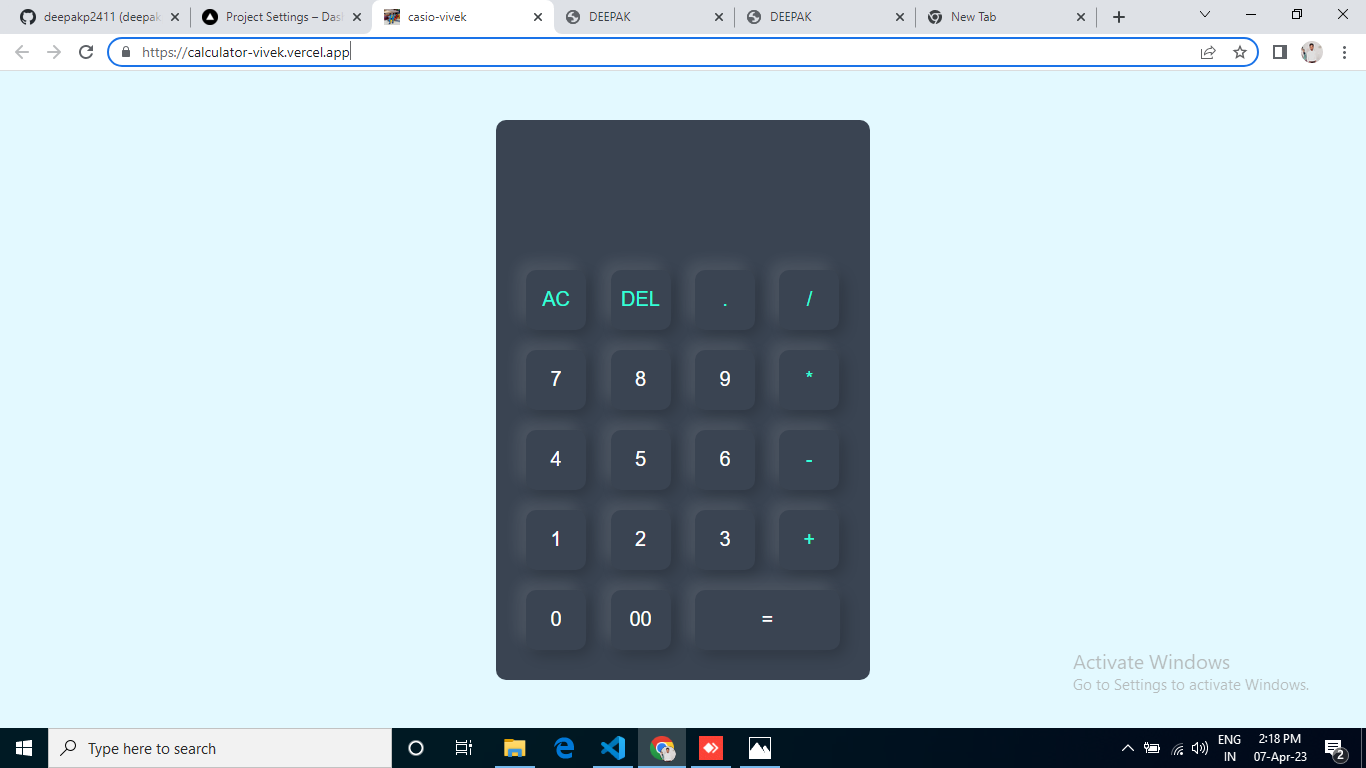 deepakp2411 (deepak
Project Settings – Das
casio-vivek
DEEPAK
DEEPAK
New Tab
https://calculator-vivek.vercel.app
AC DEL . /
7 8 9 *
4 5 6 -
1 2 3 +
0 00 =
Activate Windows
Go to Settings to activate Windows.
Type here to search
ENG
IN
2:18 PM
07-Apr-23
2